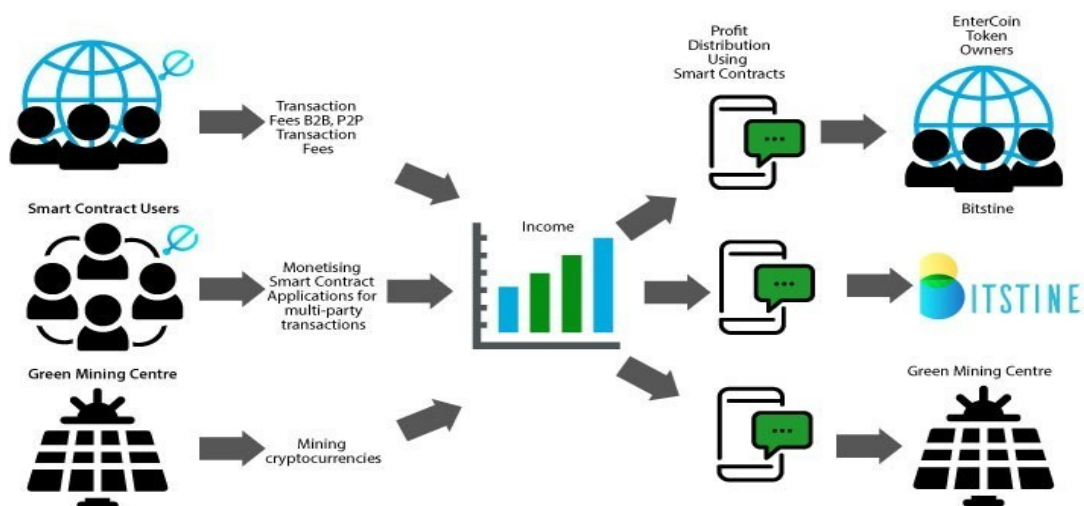 Transaction
Fees B2B, P2P
Transaction
Fees
Smart Contract Users
Monetising
Smart Contract
Applications for
multi-party
transactions
Green Mining Centre
Mining
cryptocurrencies
Income
Profit
Distribution
Using
Smart Contracts
EnterCoin
Token
Owners
Bitstine
BITSTINE
Green Mining Centre